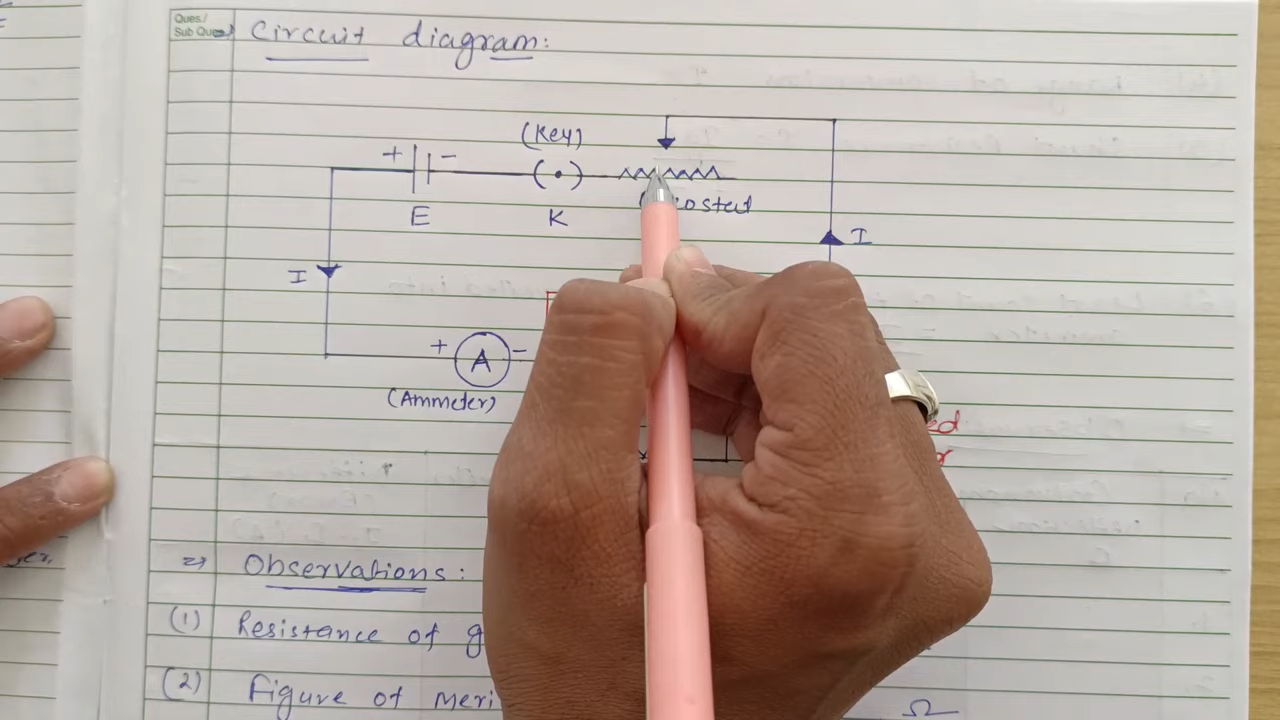 Ques./
Sub Ques
Circuit diagram:
(Key)
+ −
E K
I
I
+ A −
(Ammeter)
⇒ Observations:
(1) Resistance of g
(2) Figure of Meri
Ω